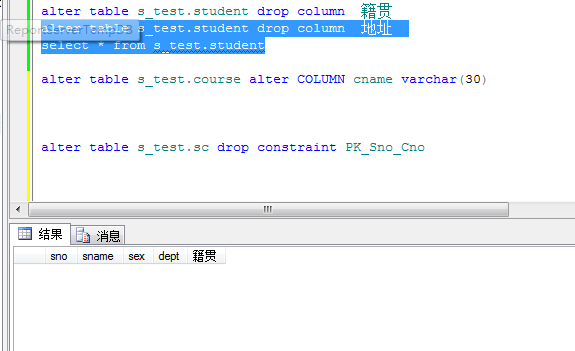 alter table s_test.student drop column 籍贯
alter table s_test.student drop column 地址
select * from s_test.student
alter table s_test.course alter COLUMN cname varchar(30)
alter table s_test.sc drop constraint PK_Sno_Cno
结果 消息
sno sname sex dept 籍贯